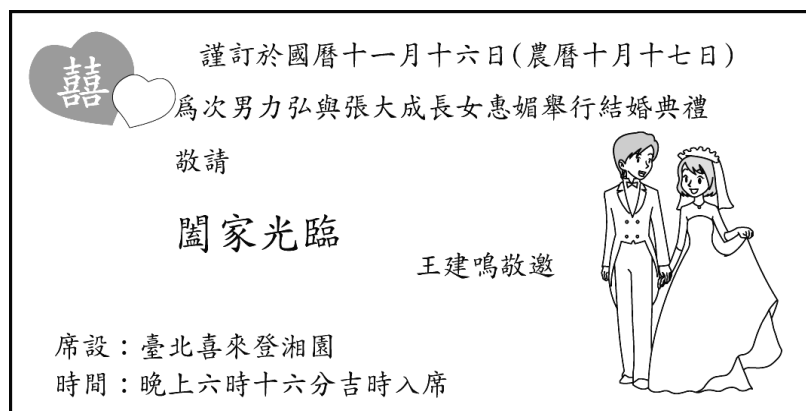 囍
謹訂於國曆十一月十六日(農曆十月十七日)
為次男力弘與張大成長女惠媚舉行結婚典禮
敬請
闔家光臨
王建鳴敬邀
席設：臺北喜來登湘園
時間：晚上六時十六分吉時入席